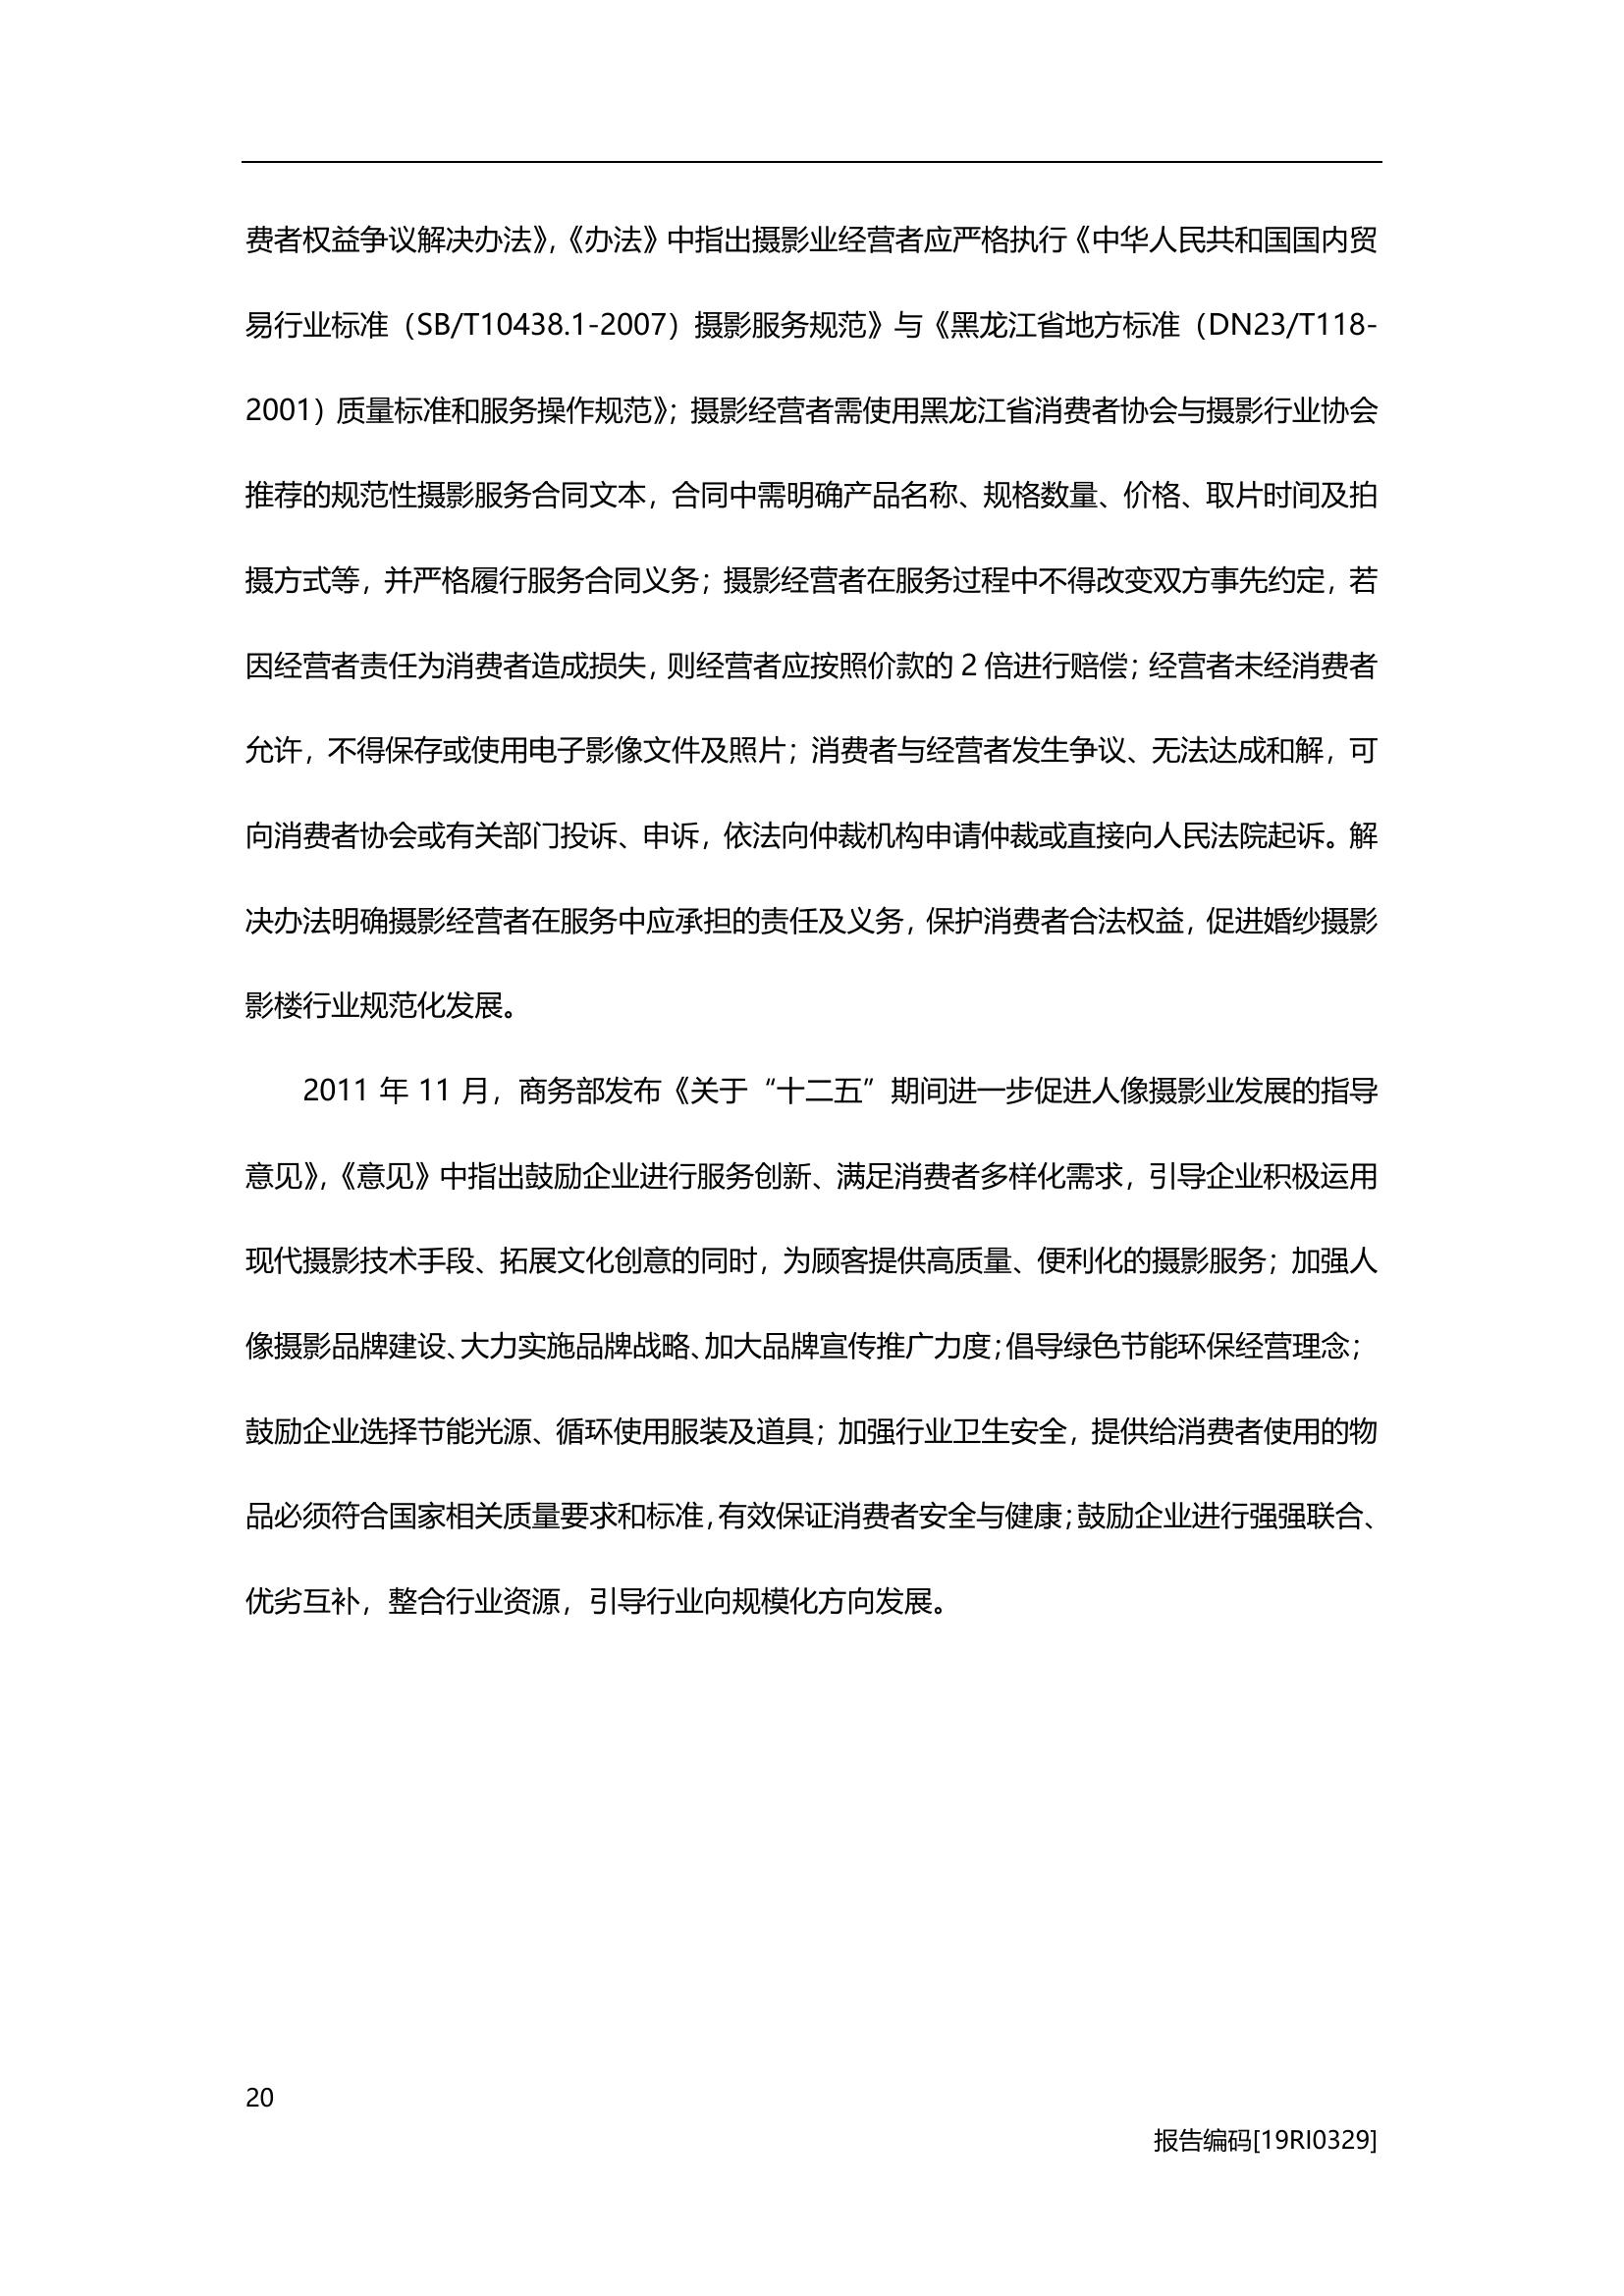 费者权益争议解决办法》，《办法》中指出摄影业经营者应严格执行《中华人民共和国国内贸
易行业标准（SB/T10438.1-2007）摄影服务规范》与《黑龙江省地方标准（DN23/T118-
2001）质量标准和服务操作规范》；摄影经营者需使用黑龙江省消费者协会与摄影行业协会
推荐的规范性摄影服务合同文本，合同中需明确产品名称、规格数量、价格、取片时间及拍
摄方式等，并严格履行服务合同义务；摄影经营者在服务过程中不得改变双方事先约定，若
因经营者责任为消费者造成损失，则经营者应按照价款的 2 倍进行赔偿；经营者未经消费者
允许，不得保存或使用电子影像文件及照片；消费者与经营者发生争议、无法达成和解，可
向消费者协会或有关部门投诉、申诉，依法向仲裁机构申请仲裁或直接向人民法院起诉。解
决办法明确摄影经营者在服务中应承担的责任及义务，保护消费者合法权益，促进婚纱摄影
影楼行业规范化发展。
2011 年 11 月，商务部发布《关于“十二五”期间进一步促进人像摄影业发展的指导
意见》，《意见》中指出鼓励企业进行服务创新、满足消费者多样化需求，引导企业积极运用
现代摄影技术手段、拓展文化创意的同时，为顾客提供高质量、便利化的摄影服务；加强人
像摄影品牌建设、大力实施品牌战略、加大品牌宣传推广力度；倡导绿色节能环保经营理念；
鼓励企业选择节能光源、循环使用服装及道具；加强行业卫生安全，提供给消费者使用的物
品必须符合国家相关质量要求和标准，有效保证消费者安全与健康；鼓励企业进行强强联合、
优劣互补，整合行业资源，引导行业向规模化方向发展。
20
报告编码[19RI0329]